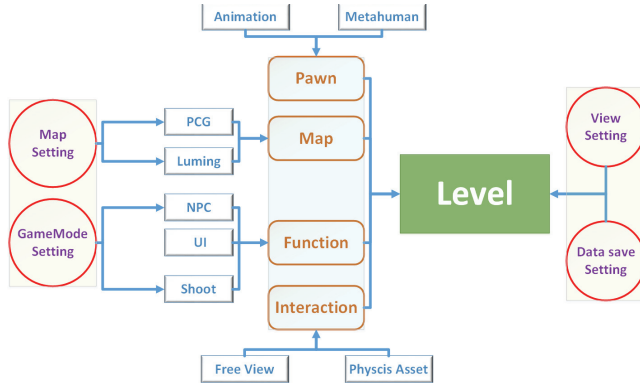 Animation
Metahuman
Pawn
Map
Setting
PCG
Luming
Map
View
Setting
Level
GameMode
Setting
NPC
UI
Shoot
Function
Interaction
Data save
Setting
Free View
Physcis Asset